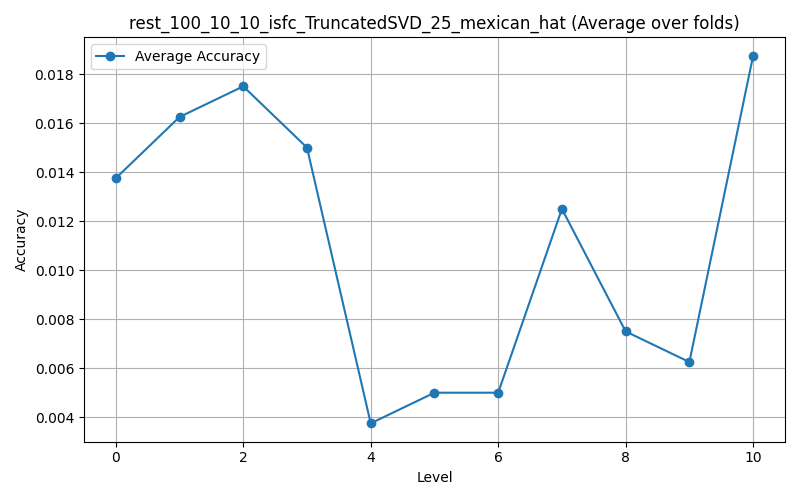 rest_100_10_10_isfc_TruncatedSVD_25_mexican_hat (Average over folds)
Average Accuracy
Accuracy
0.018
0.016
0.014
0.012
0.010
0.008
0.006
0.004
0 2 4 6 8 10
Level